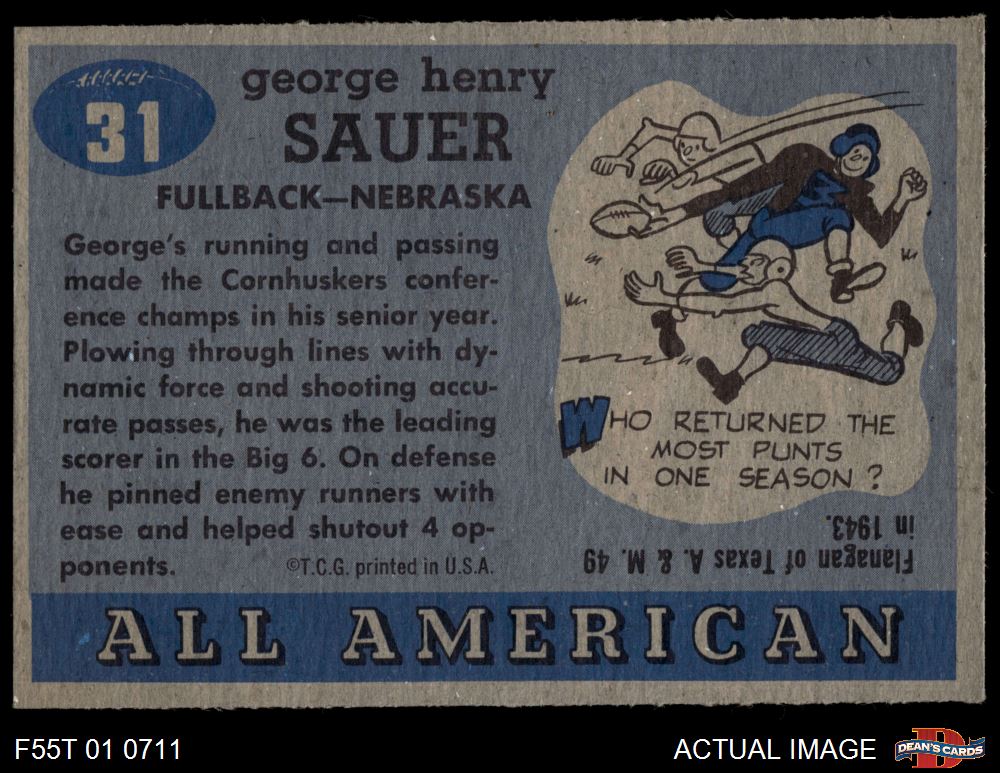 31
george henry
SAUER
FULLBACK—NEBRASKA
George's running and passing
made the Cornhuskers confer-
ence champs in his senior year.
Plowing through lines with dy-
namic force and shooting accu-
rate passes, he was the leading
scorer in the Big 6. On defense
he pinned enemy runners with
ease and helped shutout 4 op-
ponents.
©T.C.G. printed in U.S.A.
WHO RETURNED THE
MOST PUNTS
IN ONE SEASON?
Flanagan of Texas A. & M. 49
in 1943.
ALL AMERICAN
F55T 01 0711
ACTUAL IMAGE
D
DEAN'S CARDS